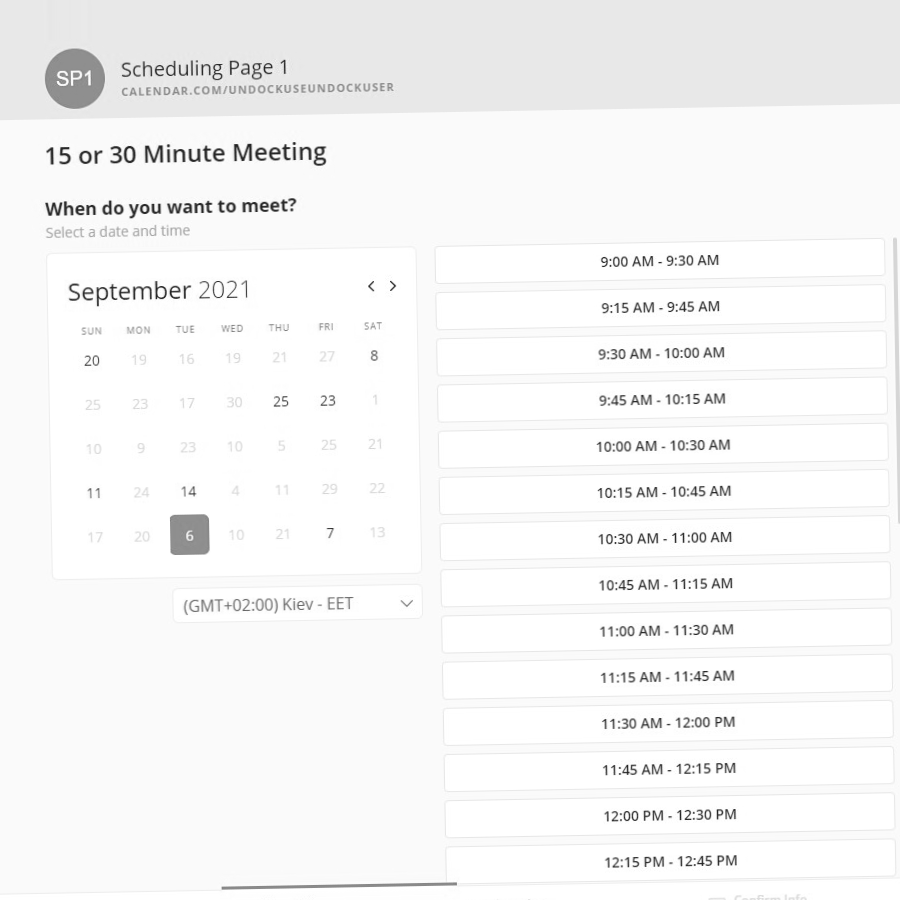 SP1
Scheduling Page 1
CALENDAR.COM/UNDOCKUSEUNDOCKUSER
15 or 30 Minute Meeting
When do you want to meet?
Select a date and time
September 2021
SUN MON TUE WED THU FRI SAT
20 19 16 19 21 27 8
25 23 17 30 25 23 1
10 9 23 10 5 25 21
11 24 14 4 11 29 22
17 20 6 10 21 7 13
(GMT+02:00) Kiev - EET
9:00 AM - 9:30 AM
9:15 AM - 9:45 AM
9:30 AM - 10:00 AM
9:45 AM - 10:15 AM
10:00 AM - 10:30 AM
10:15 AM - 10:45 AM
10:30 AM - 11:00 AM
10:45 AM - 11:15 AM
11:00 AM - 11:30 AM
11:15 AM - 11:45 AM
11:30 AM - 12:00 PM
11:45 AM - 12:15 PM
12:00 PM - 12:30 PM
12:15 PM - 12:45 PM
Confirm Info